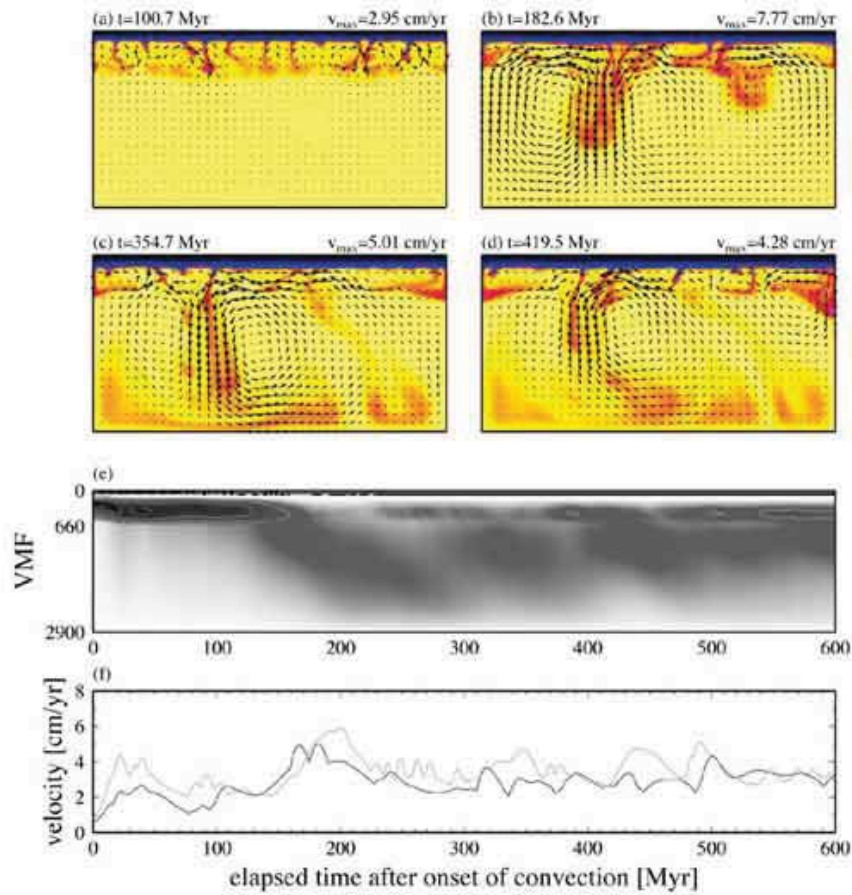 (a) t=100.7 Myr vmax=2.95 cm/yr
(b) t=182.6 Myr vmax=7.77 cm/yr
(c) t=354.7 Myr vmax=5.01 cm/yr
(d) t=419.5 Myr vmax=4.28 cm/yr
(e)
0
660
2900
VMF
0 100 200 300 400 500 600
(f)
8
6
4
2
0
velocity [cm/yr]
0 100 200 300 400 500 600
elapsed time after onset of convection [Myr]